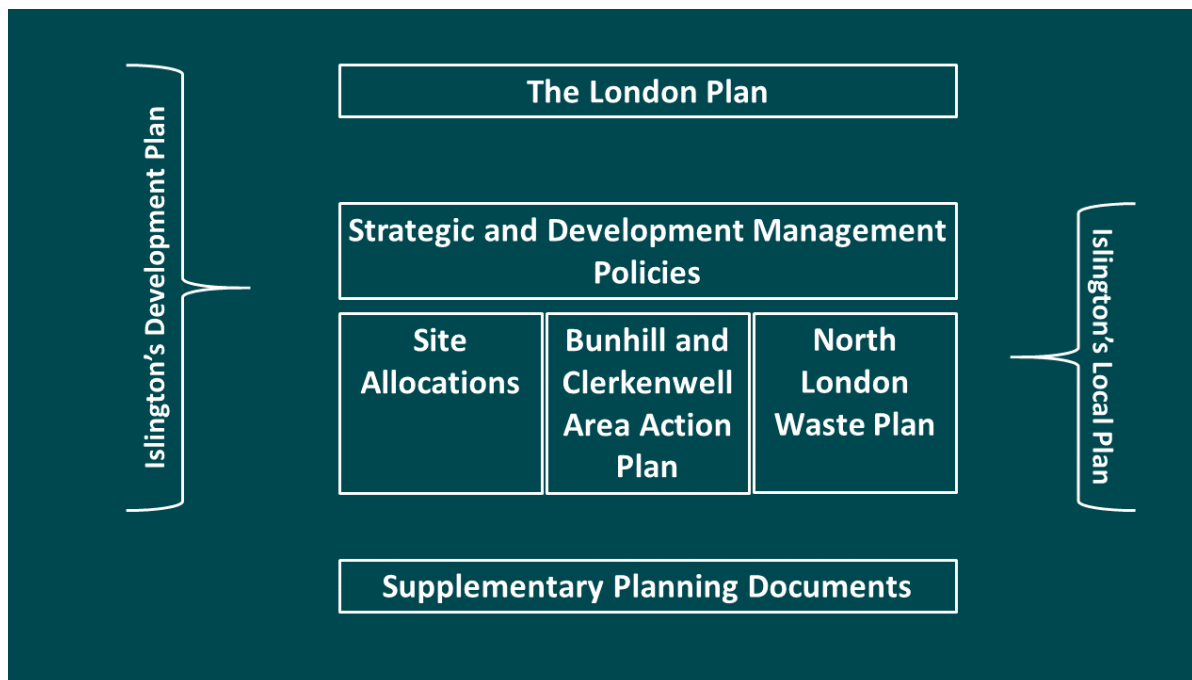 The London Plan
Islington’s Development Plan
Strategic and Development Management
Policies
Islington’s Local Plan
Site
Allocations
Bunhill and
Clerkenwell
Area Action
Plan
North
London
Waste Plan
Supplementary Planning Documents